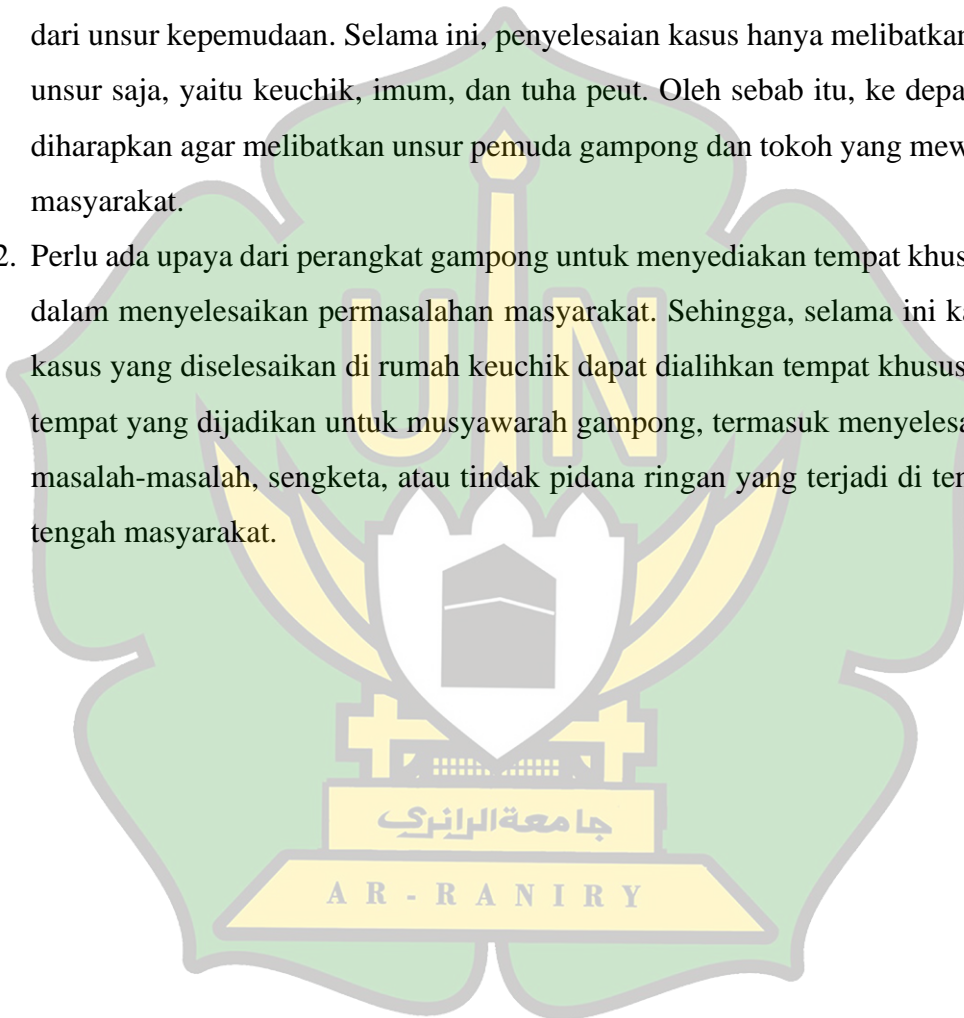 dari unsur kepemudaan. Selama ini, penyelesaian kasus hanya melibatkan
unsur saja, yaitu keuchik, imum, dan tuha peut. Oleh sebab itu, ke depa
diharapkan agar melibatkan unsur pemuda gampong dan tokoh yang mew
masyarakat.
2. Perlu ada upaya dari perangkat gampong untuk menyediakan tempat khus
dalam menyelesaikan permasalahan masyarakat. Sehingga, selama ini ka
kasus yang diselesaikan di rumah keuchik dapat dialihkan tempat khusus
tempat yang dijadikan untuk musyawarah gampong, termasuk menyelesa
masalah-masalah, sengketa, atau tindak pidana ringan yang terjadi di ten
tengah masyarakat.
UIN
جامعة الرانري
AR-RANIRY